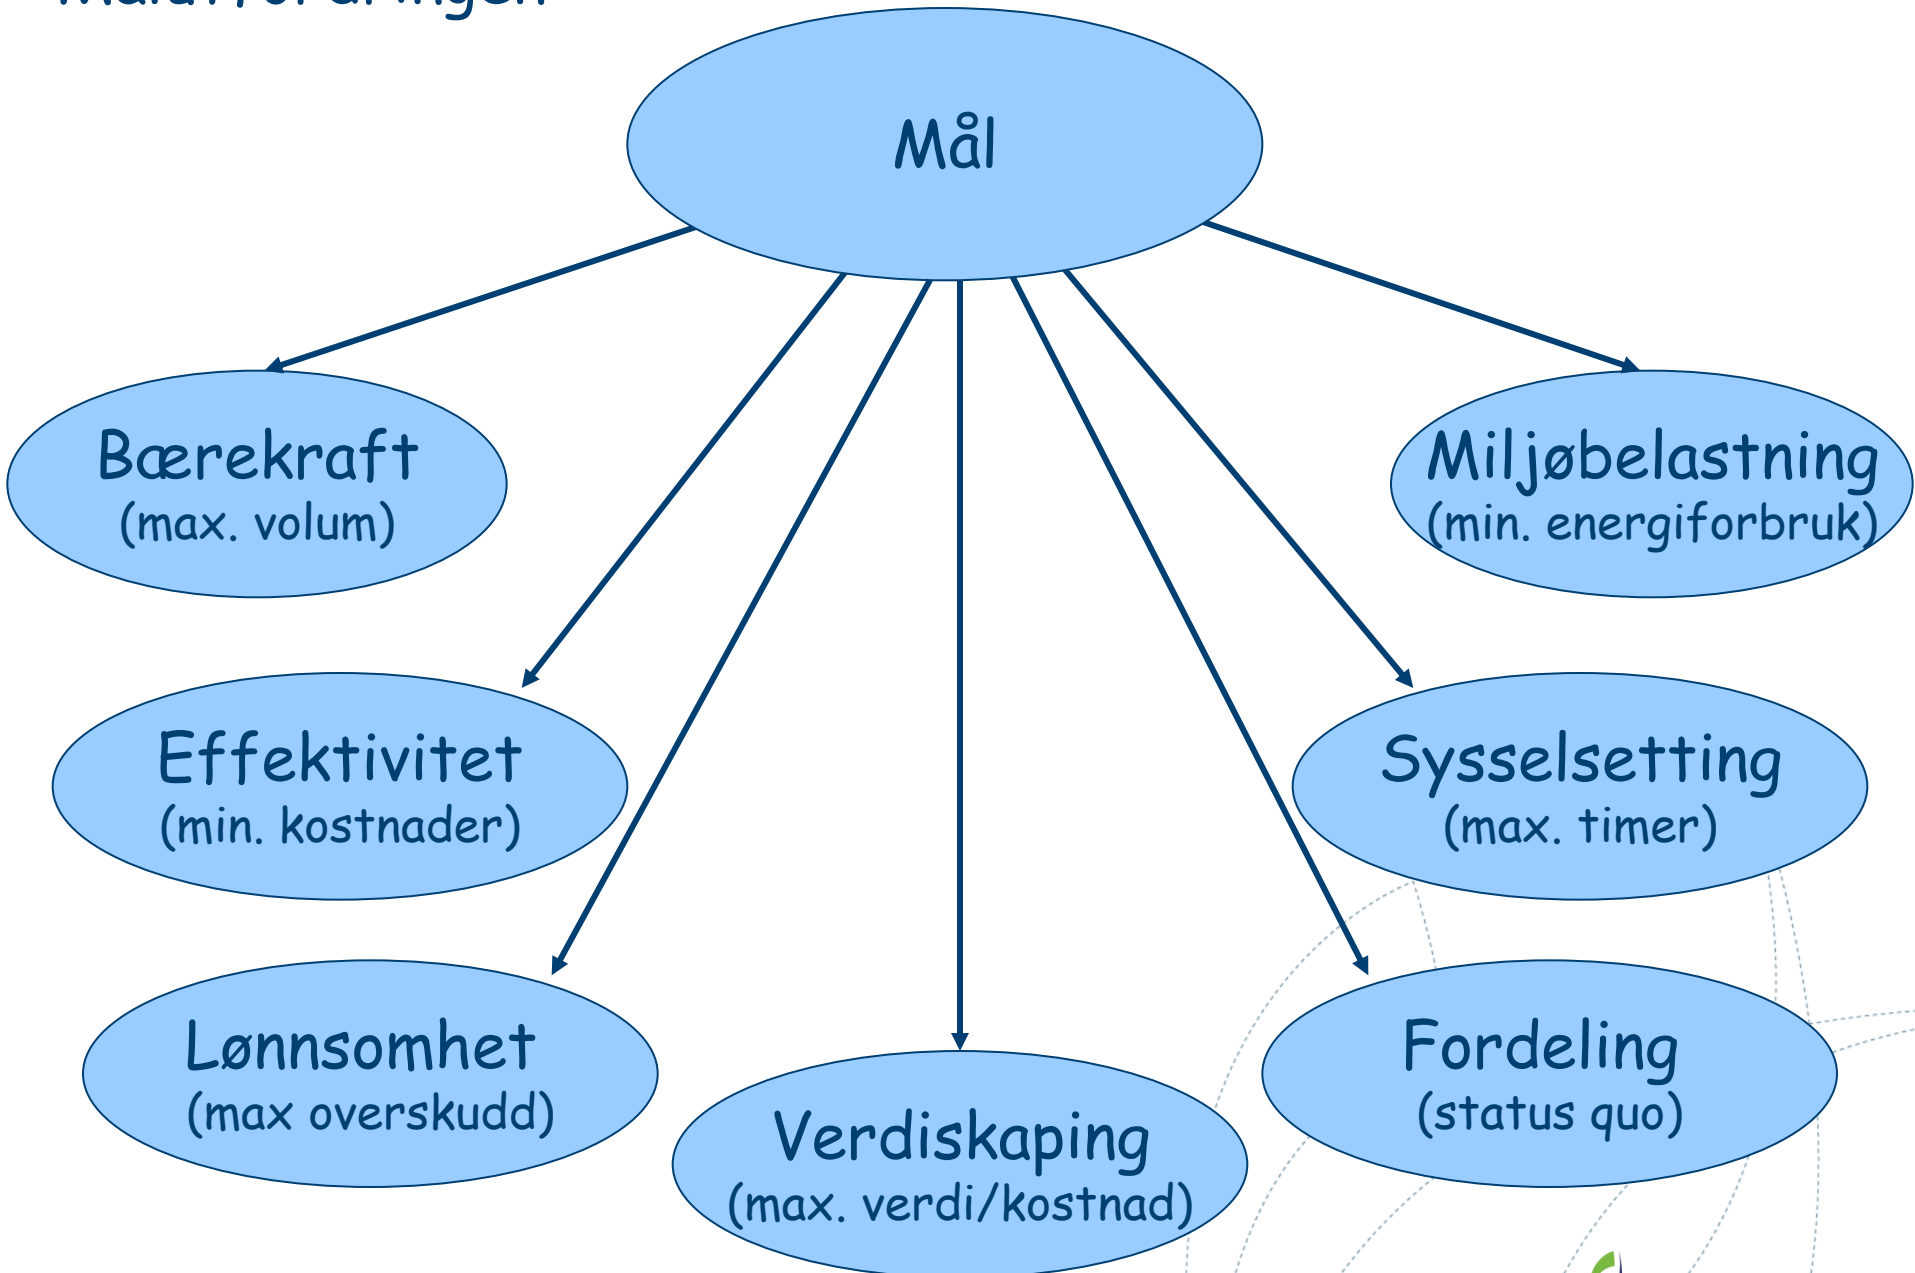 Mål
Bærekraft
(max. volum)
Miljøbelastning
(min. energiforbruk)
Effektivitet
(min. kostnader)
Sysselsetting
(max. timer)
Lønnsomhet
(max overskudd)
Fordeling
(status quo)
Verdiskaping
(max. verdi/kostnad)